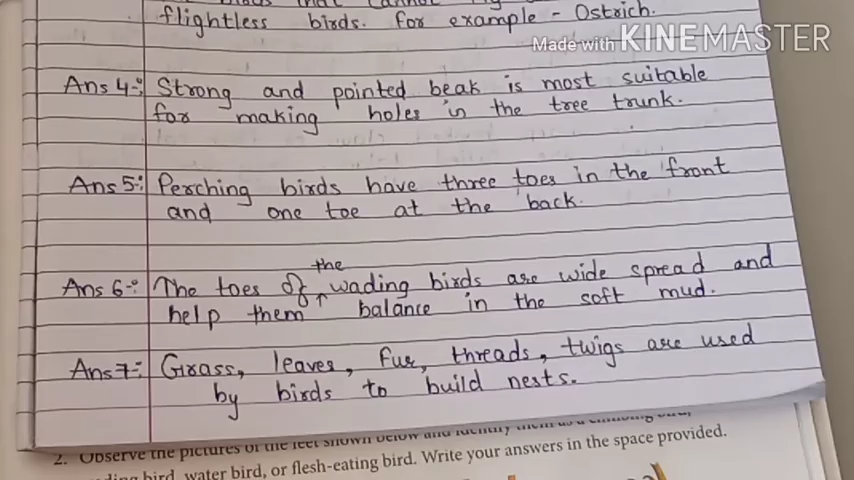 flightless birds. for example - Ostrich.
Made with KINEMASTER
Ans 4-: Strong and pointed beak is most suitable
for making holes in the tree trunk.
Ans 5-: Perching birds have three toes in the front
and one toe at the back.
Ans 6-: The toes of the wading birds are wide spread and
help them balance in the soft mud.
Ans 7-: Grass, leaves, fur, threads, twigs are used
by birds to build nests.
2. Observe the pictures of the feet shown below and identify them as a climbing bird,
bird, water bird, or flesh-eating bird. Write your answers in the space provided.